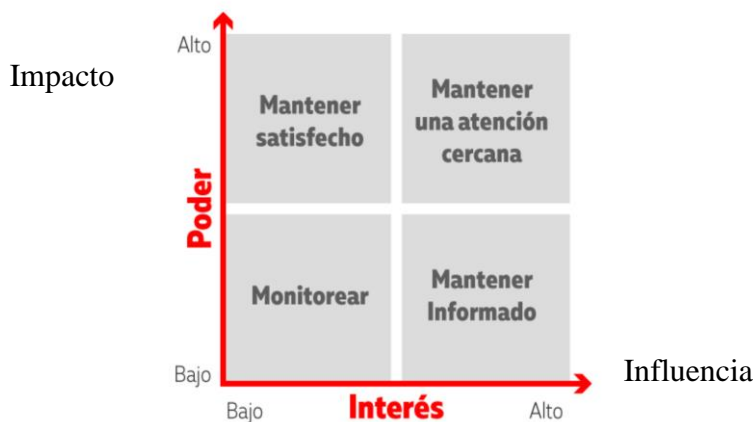 Alto
Impacto
Mantener
satisfecho
Mantener
una atención
cercana
Poder
Monitorear
Mantener
Informado
Bajo
Influencia
Bajo
Interés
Alto